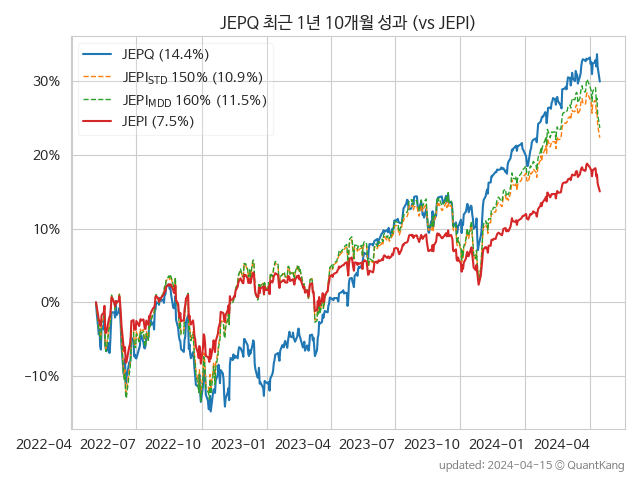 JEPQ 최근 1년 10개월 성과 (vs JEPI)
JEPQ (14.4%)
JEPI_STD 150% (10.9%)
JEPI_MDD 160% (11.5%)
JEPI (7.5%)
30%
20%
10%
0%
−10%
2022−04 2022−07 2022−10 2023−01 2023−04 2023−07 2023−10 2024−01 2024−04
updated: 2024−04−15 © QuantKang